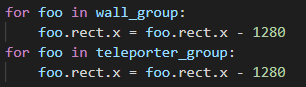 for foo in wall_group:
    foo.rect.x = foo.rect.x - 1280
for foo in teleporter_group:
    foo.rect.x = foo.rect.x - 1280